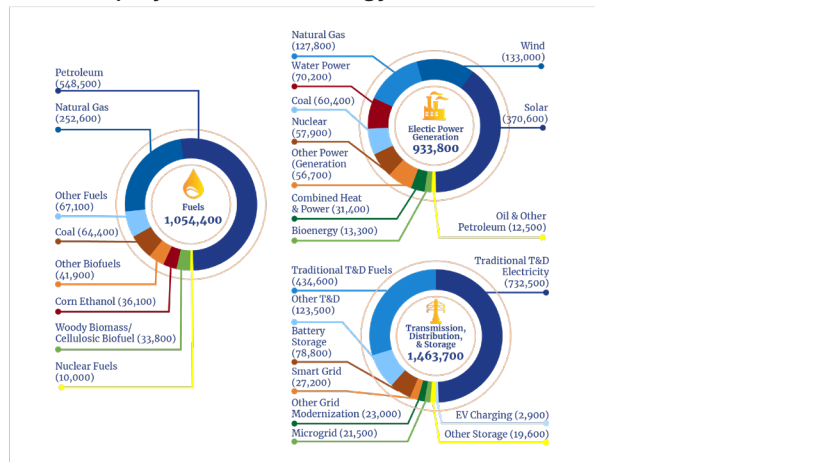 Petroleum
(548,500)
Natural Gas
(252,600)
Other Fuels
(67,100)
Coal (64,400)
Other Biofuels
(41,900)
Corn Ethanol (36,100)
Woody Biomass/
Cellulosic Biofuel (33,800)
Nuclear Fuels
(10,000)
Fuels
1,054,400
Natural Gas
(127,800)
Water Power
(70,200)
Coal (60,400)
Nuclear
(57,900)
Other Power
(Generation
(56,700)
Combined Heat
& Power (31,400)
Bioenergy (13,300)
Wind
(133,000)
Solar
(370,600)
Oil & Other
Petroleum (12,500)
Electic Power
Generation
933,800
Traditional T&D Fuels
(434,600)
Other T&D
(123,500)
Battery
Storage
(78,800)
Smart Grid
(27,200)
Other Grid
Modernization (23,000)
Microgrid (21,500)
Traditional T&D
Electricity
(732,500)
EV Charging (2,900)
Other Storage (19,600)
Transmission,
Distribution,
& Storage
1,463,700